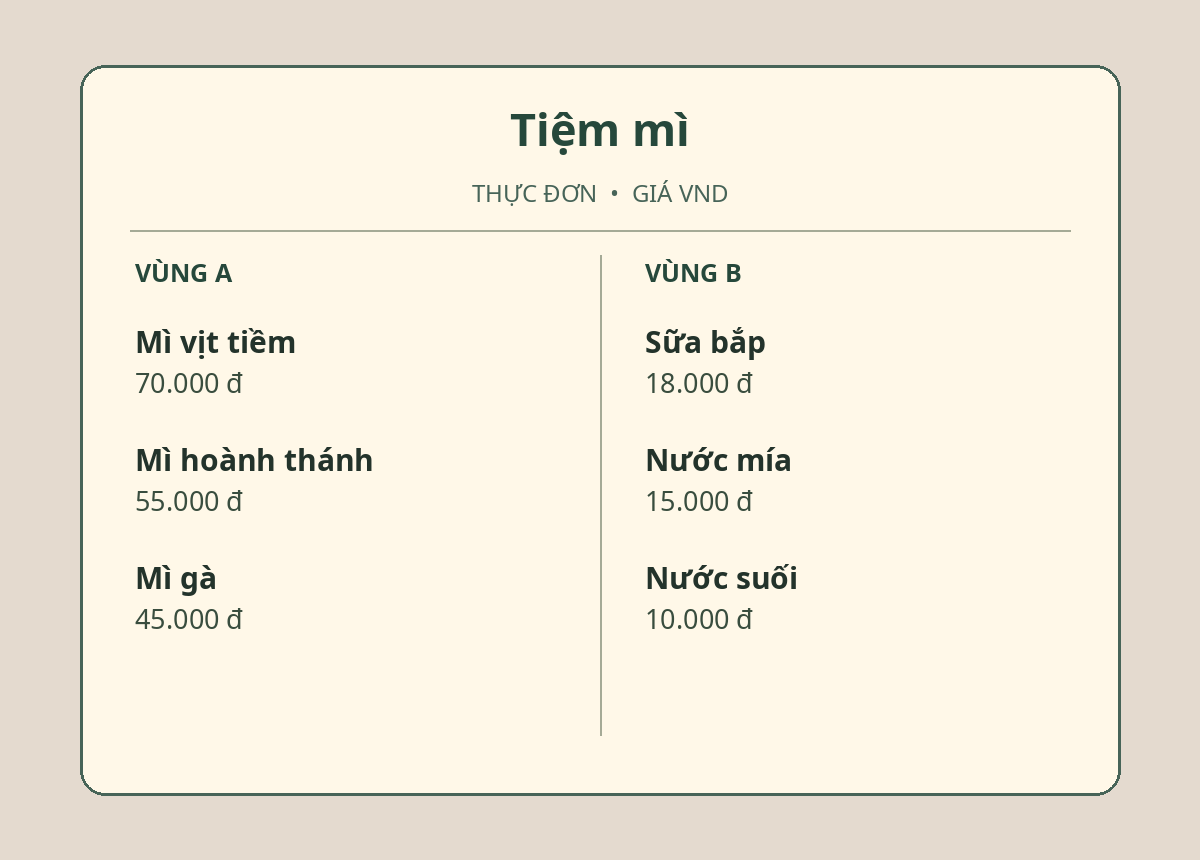 Tiệm mì
THỰC ĐƠN • GIÁ VND
VÙNG A
Mì vịt tiềm
70.000 đ
Mì hoành thánh
55.000 đ
Mì gà
45.000 đ
VÙNG B
Sữa bắp
18.000 đ
Nước mía
15.000 đ
Nước suối
10.000 đ